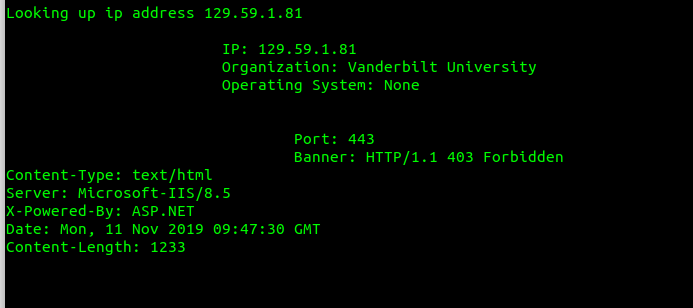 Looking up ip address 129.59.1.81
IP: 129.59.1.81
Organization: Vanderbilt University
Operating System: None
Port: 443
Banner: HTTP/1.1 403 Forbidden
Content-Type: text/html
Server: Microsoft-IIS/8.5
X-Powered-By: ASP.NET
Date: Mon, 11 Nov 2019 09:47:30 GMT
Content-Length: 1233